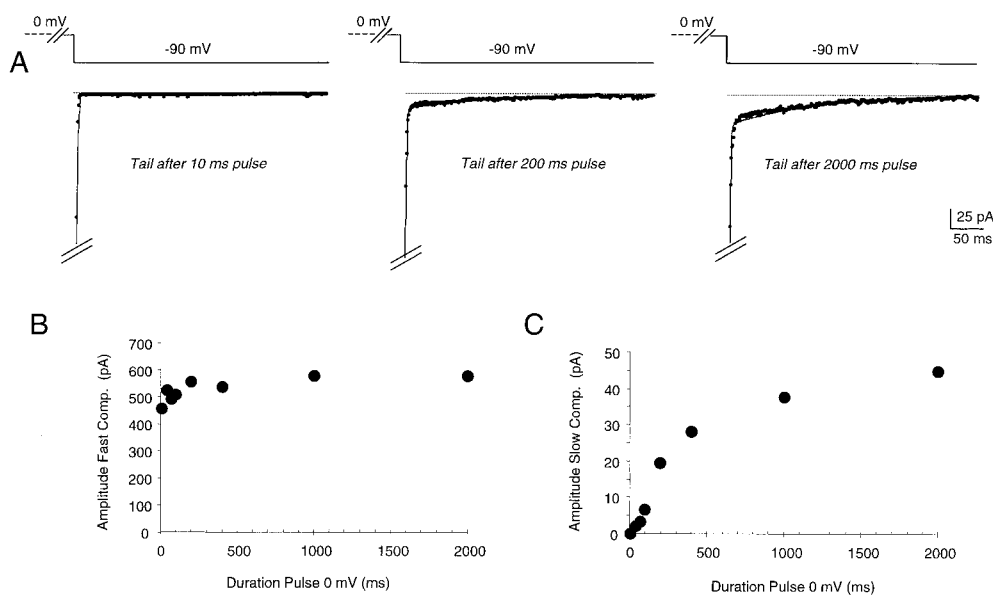 0 mV
0 mV
0 mV
A
-90 mV
-90 mV
-90 mV
Tail after 10 ms pulse
Tail after 200 ms pulse
Tail after 2000 ms pulse
25 pA
50 ms
B
Amplitude Fast Comp. (pA)
700
600
500
400
300
200
100
0
0 500 1000 1500 2000
Duration Pulse 0 mV (ms)
C
Amplitude Slow Comp. (pA)
50
40
30
20
10
0
0 500 1000 1500 2000
Duration Pulse 0 mV (ms)